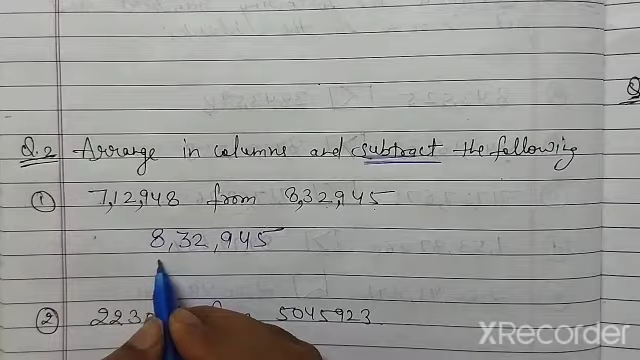 Q.2 Arrange in columns and subtract the following
Q
① 7,12,948 from 8,32,945
8,32,945
② 223 5045923
XRecorder